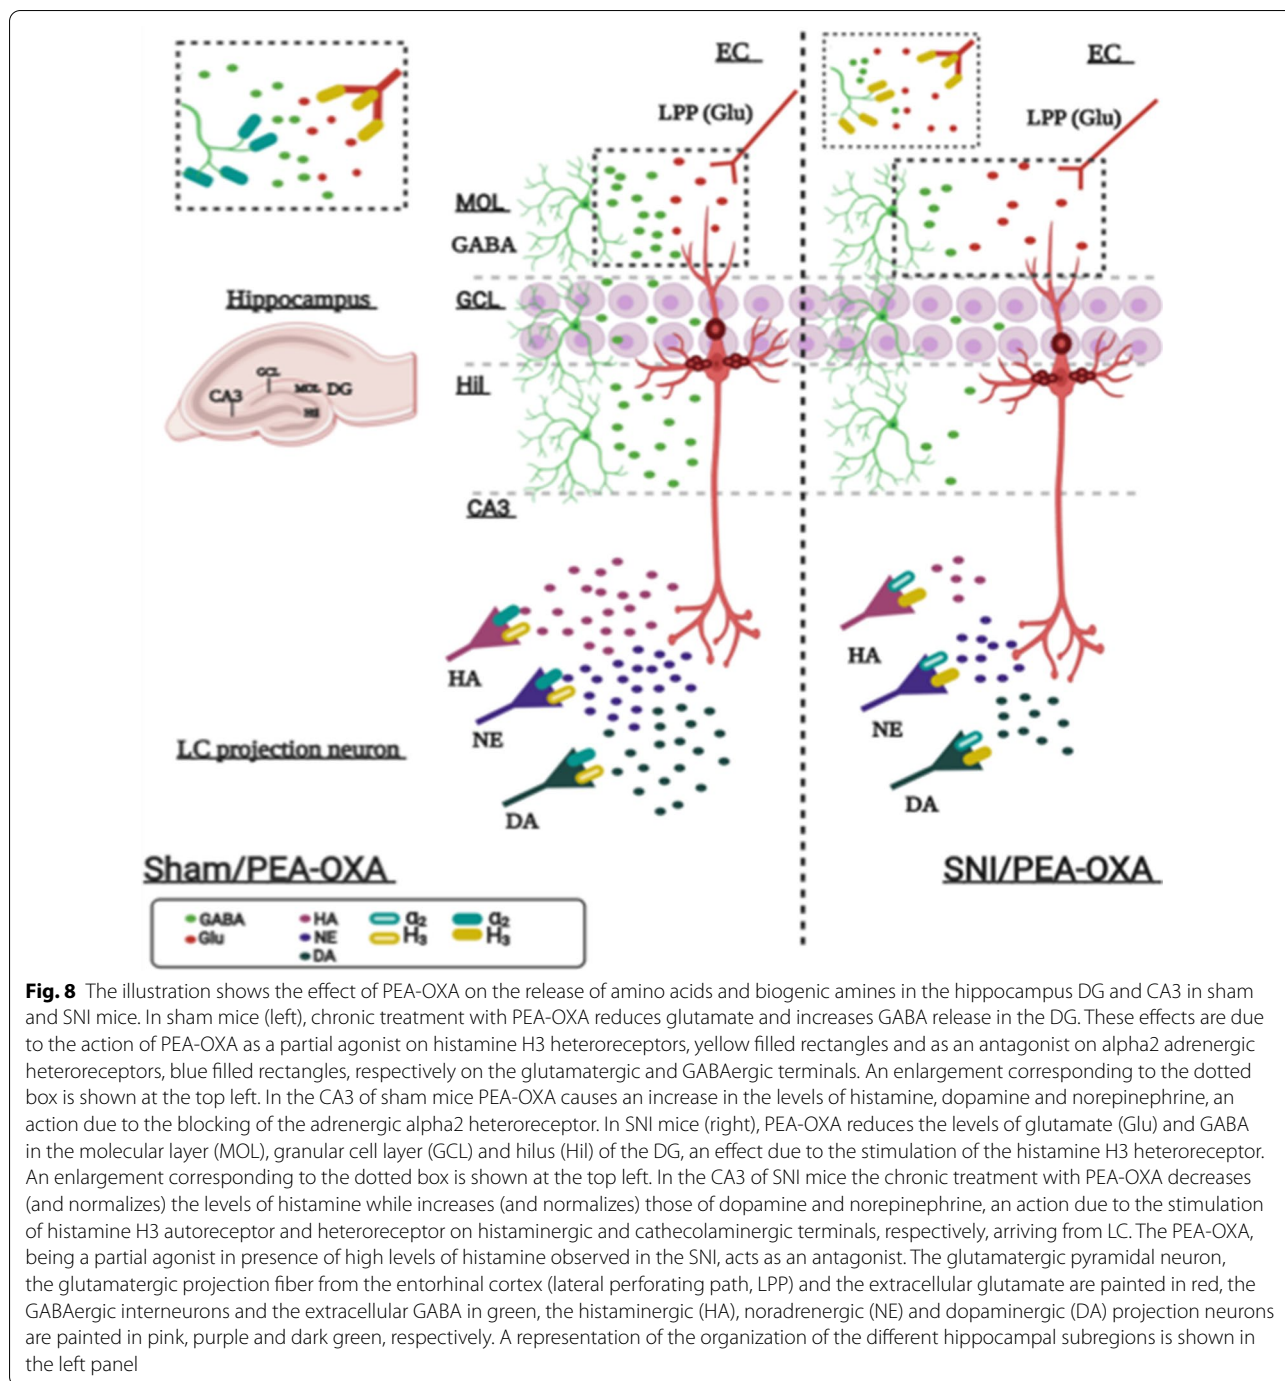 EC
LPP (Glu)
MOL
GABA
GCL
Hil
CA3
HA
NE
DA
EC
LPP (Glu)
HA
NE
DA
Hippocampus
GCL
MOL DG
CA3
Hil
LC projection neuron
Sham/PEA-OXA
SNI/PEA-OXA
GABA HA α2 α2
Glu NE H3 H3
DA
Fig. 8 The illustration shows the effect of PEA-OXA on the release of amino acids and biogenic amines in the hippocampus DG and CA3 in sham
and SNI mice. In sham mice (left), chronic treatment with PEA-OXA reduces glutamate and increases GABA release in the DG. These effects are due
to the action of PEA-OXA as a partial agonist on histamine H3 heteroreceptors, yellow filled rectangles and as an antagonist on alpha2 adrenergic
heteroreceptors, blue filled rectangles, respectively on the glutamatergic and GABAergic terminals. An enlargement corresponding to the dotted
box is shown at the top left. In the CA3 of sham mice PEA-OXA causes an increase in the levels of histamine, dopamine and norepinephrine, an
action due to the blocking of the adrenergic alpha2 heteroreceptor. In SNI mice (right), PEA-OXA reduces the levels of glutamate (Glu) and GABA
in the molecular layer (MOL), granular cell layer (GCL) and hilus (Hil) of the DG, an effect due to the stimulation of the histamine H3 heteroreceptor.
An enlargement corresponding to the dotted box is shown at the top left. In the CA3 of SNI mice the chronic treatment with PEA-OXA decreases
(and normalizes) the levels of histamine while increases (and normalizes) those of dopamine and norepinephrine, an action due to the stimulation
of histamine H3 autoreceptor and heteroreceptor on histaminergic and cathecolaminergic terminals, respectively, arriving from LC. The PEA-OXA,
being a partial agonist in presence of high levels of histamine observed in the SNI, acts as an antagonist. The glutamatergic pyramidal neuron,
the glutamatergic projection fiber from the entorhinal cortex (lateral perforating path, LPP) and the extracellular glutamate are painted in red, the
GABAergic interneurons and the extracellular GABA in green, the histaminergic (HA), noradrenergic (NE) and dopaminergic (DA) projection neurons
are painted in pink, purple and dark green, respectively. A representation of the organization of the different hippocampal subregions is shown in
the left panel